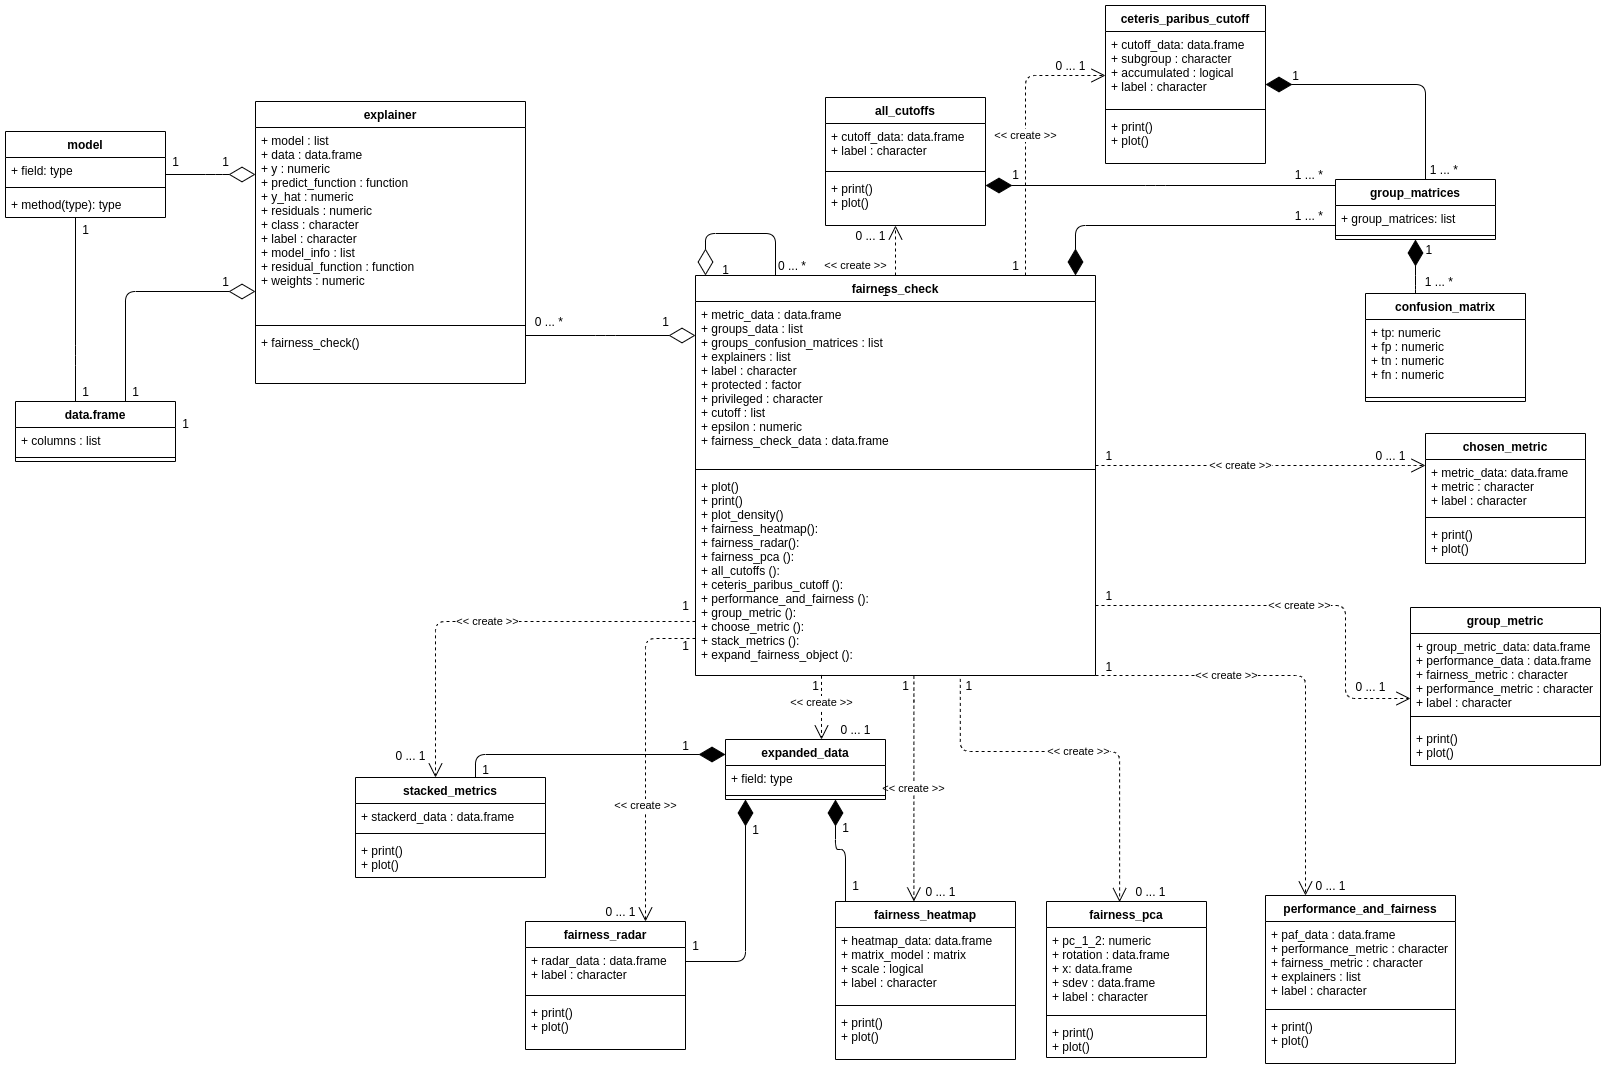 ceteris_paribus_cutoff
+ cutoff_data: data.frame
+ subgroup : character
+ accumulated : logical
+ label : character
+ print()
+ plot()
0 ... 1
1
<< create >>
1 ... *
all_cutoffs
+ cutoff_data: data.frame
+ label : character
+ print()
+ plot()
1
1 ... *
1 ... *
0 ... 1
<< create >>
1
group_matrices
+ group_matrices: list
1
1 ... *
confusion_matrix
+ tp: numeric
+ fp : numeric
+ tn : numeric
+ fn : numeric
explainer
+ model : list
+ data : data.frame
+ y : numeric
+ predict_function : function
+ y_hat : numeric
+ residuals : numeric
+ class : character
+ label : character
+ model_info : list
+ residual_function : function
+ weights : numeric
+ fairness_check()
model
+ field: type
+ method(type): type
1
1
1
1
1
1
1
data.frame
+ columns : list
0 ... *
1
1
0 ... *
fairness_check
1
+ metric_data : data.frame
+ groups_data : list
+ groups_confusion_matrices : list
+ explainers : list
+ label : character
+ protected : factor
+ privileged : character
+ cutoff : list
+ epsilon : numeric
+ fairness_check_data : data.frame
+ plot()
+ print()
+ plot_density()
+ fairness_heatmap():
+ fairness_radar():
+ fairness_pca ():
+ all_cutoffs ():
+ ceteris_paribus_cutoff ():
+ performance_and_fairness ():
+ group_metric ():
+ choose_metric ():
+ stack_metrics ():
+ expand_fairness_object ():
1
<< create >>
0 ... 1
chosen_metric
+ metric_data: data.frame
+ metric : character
+ label : character
+ print()
+ plot()
1
<< create >>
0 ... 1
group_metric
+ group_metric_data: data.frame
+ performance_data : data.frame
+ fairness_metric : character
+ performance_metric : character
+ label : character
+ print()
+ plot()
1
<< create >>
0 ... 1
1
<< create >>
0 ... 1
1
<< create >>
0 ... 1
1
<< create >>
0 ... 1
1
<< create >>
0 ... 1
1
<< create >>
0 ... 1
expanded_data
+ field: type
1
1
1
1
1
1
stacked_metrics
+ stackerd_data : data.frame
+ print()
+ plot()
fairness_radar
+ radar_data : data.frame
+ label : character
+ print()
+ plot()
fairness_heatmap
+ heatmap_data: data.frame
+ matrix_model : matrix
+ scale : logical
+ label : character
+ print()
+ plot()
fairness_pca
+ pc_1_2: numeric
+ rotation : data.frame
+ x: data.frame
+ sdev : data.frame
+ label : character
+ print()
+ plot()
performance_and_fairness
+ paf_data : data.frame
+ performance_metric : character
+ fairness_metric : character
+ explainers : list
+ label : character
+ print()
+ plot()